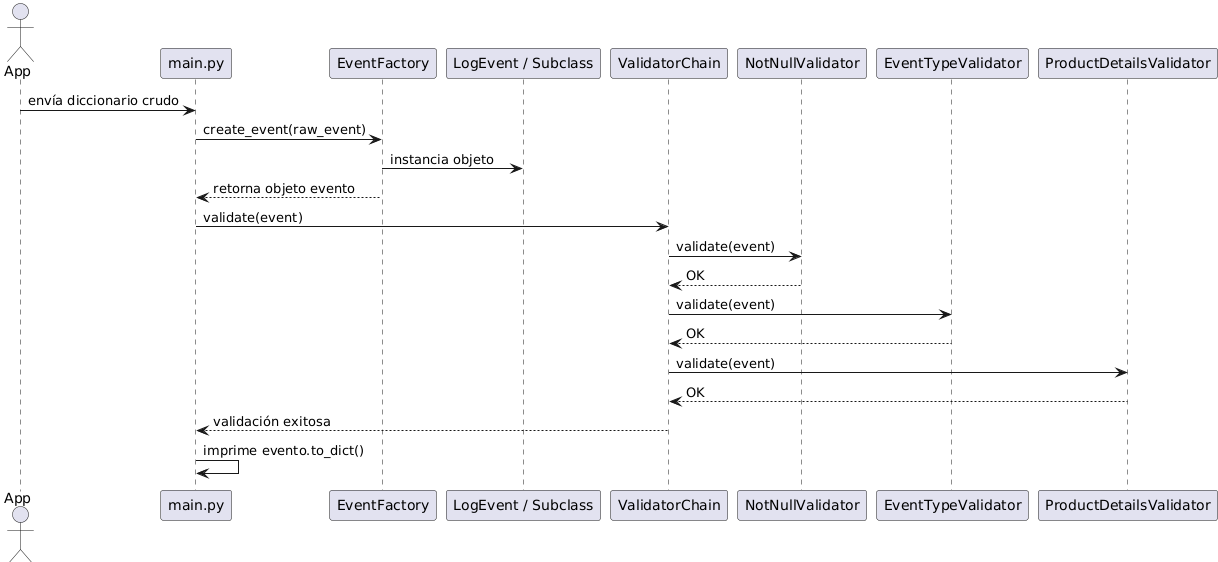 App
main.py
EventFactory
LogEvent / Subclass
ValidatorChain
NotNullValidator
EventTypeValidator
ProductDetailsValidator
envía diccionario crudo
create_event(raw_event)
instancia objeto
retorna objeto evento
validate(event)
validate(event)
OK
validate(event)
OK
validate(event)
OK
validación exitosa
imprime evento.to_dict()
App
main.py
EventFactory
LogEvent / Subclass
ValidatorChain
NotNullValidator
EventTypeValidator
ProductDetailsValidator